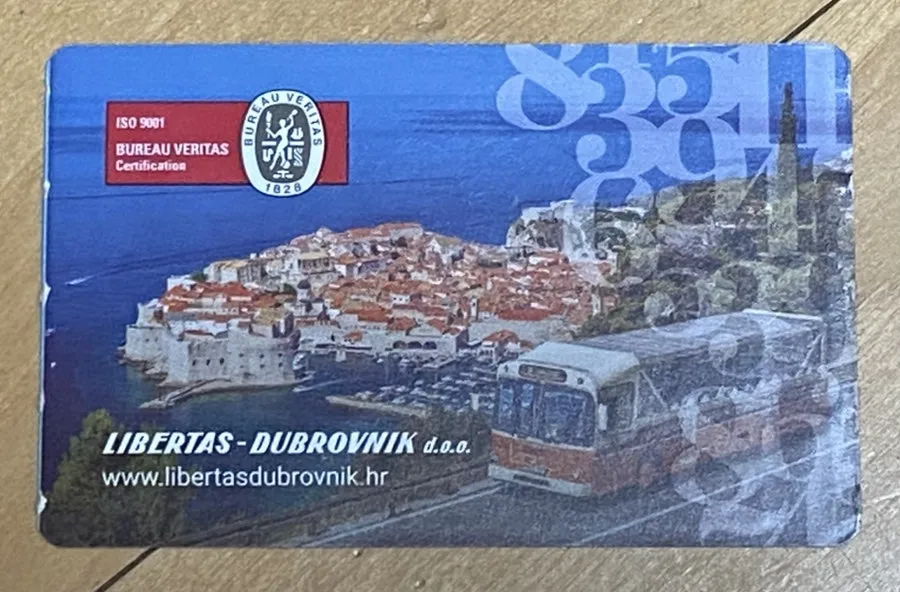 ISO 9001
BUREAU VERITAS
Certification
BUREAU VERITAS
1828
LIBERTAS - DUBROVNIK d.o.o.
www.libertasdubrovnik.hr